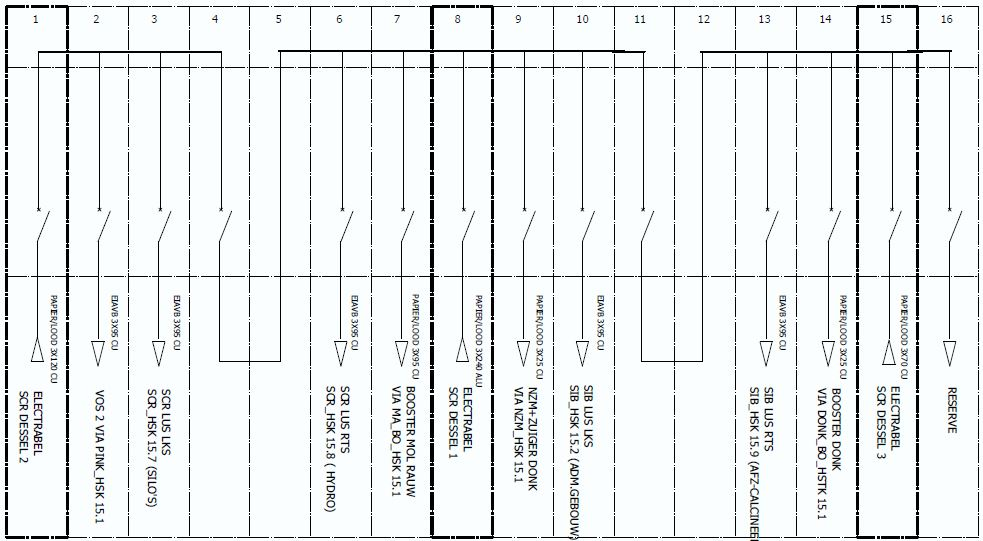 1 2 3 4 5 6 7 8 9 10 11 12 13 14 15 16
PAPIER/LOOD 3X120 CU
ELECTRABEL
SCR DESSEL 2
EIAVB 3X95 CU
VOS 2 VIA PINK_HSK 15.1
EIAVB 3X95 CU
SCR LUS LKS
SCR_HSK 15.7 (SILO'S)
EIAVB 3X95 CU
SCR LUS RTS
SCR_HSK 15.8 ( HYDRO)
PAPIER/LOOD 3X95 CU
BOOSTER MOL RAUW
VIA MA_BO_HSK 15.1
PAPIER/LOOD 3X240 ALU
ELECTRABEL
SCR DESSEL 1
PAPIER/LOOD 3X25 CU
NZM+ZUIGER DONK
VIA NZM_HSK 15.1
EIAVB 3X95 CU
SIB LUS LKS
SIB_HSK 15.2 (ADM.GEBOUW)
EIAVB 3X95 CU
SIB LUS RTS
SIB_HSK 15.9 (AFZ-CALCINEE
PAPIER/LOOD 3X25 CU
BOOSTER DONK
VIA DONK_BO_HSTK 15.1
PAPIER/LOOD 3X70 CU
ELECTRABEL
SCR DESSEL 3
RESERVE